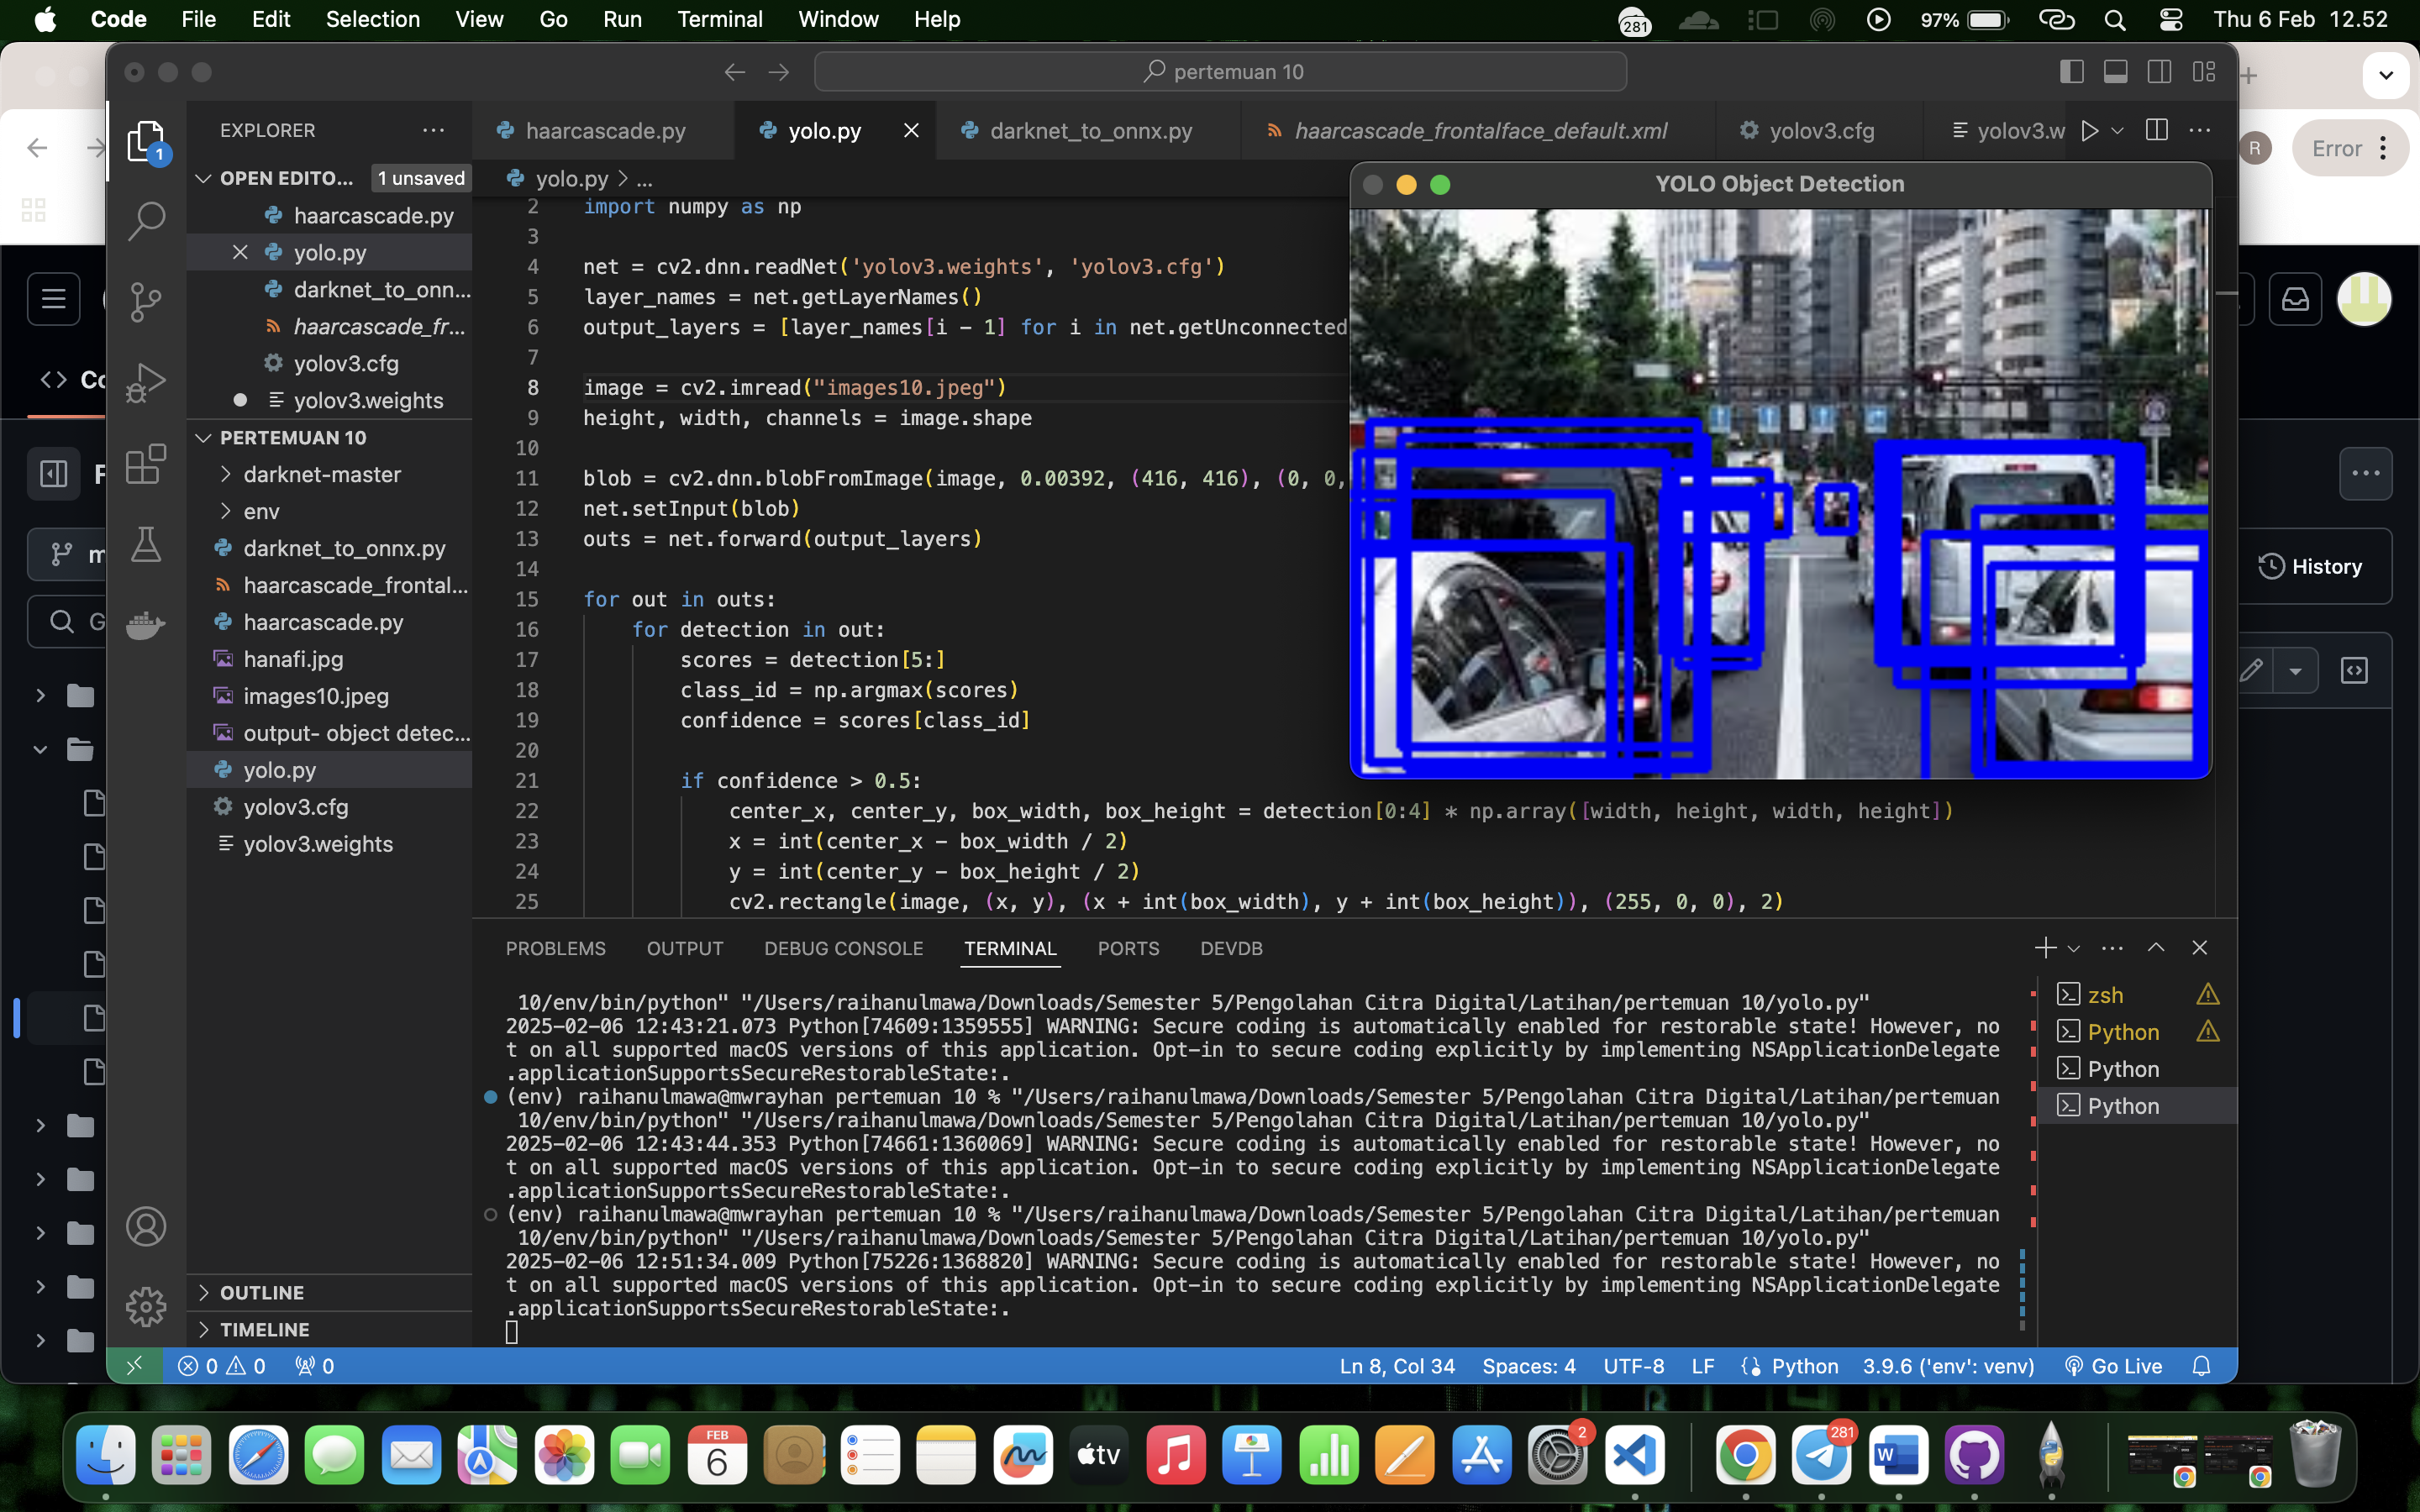 Code File Edit Selection View Go Run Terminal Window Help
281
97%
Thu 6 Feb 12.52
pertemuan 10
EXPLORER
haarcascade.py
yolo.py
darknet_to_onnx.py
haarcascade_frontalface_default.xml
yolov3.cfg
yolov3.w
R
Error
1
OPEN EDITO... 1 unsaved
haarcascade.py
yolo.py
darknet_to_onn...
haarcascade_fr...
yolov3.cfg
yolov3.weights
PERTEMUAN 10
darknet-master
env
darknet_to_onnx.py
haarcascade_frontal...
haarcascade.py
hanafi.jpg
images10.jpeg
output- object detec...
yolo.py
yolov3.cfg
yolov3.weights
OUTLINE
TIMELINE
yolo.py > ...
YOLO Object Detection
2 import numpy as np
3
4 net = cv2.dnn.readNet('yolov3.weights', 'yolov3.cfg')
5 layer_names = net.getLayerNames()
6 output_layers = [layer_names[i - 1] for i in net.getUnconnected
7
8 image = cv2.imread("images10.jpeg")
9 height, width, channels = image.shape
10
11 blob = cv2.dnn.blobFromImage(image, 0.00392, (416, 416), (0, 0,
12 net.setInput(blob)
13 outs = net.forward(output_layers)
14
15 for out in outs:
16 for detection in out:
17 scores = detection[5:]
18 class_id = np.argmax(scores)
19 confidence = scores[class_id]
20
21 if confidence > 0.5:
22 center_x, center_y, box_width, box_height = detection[0:4] * np.array([width, height, width, height])
23 x = int(center_x - box_width / 2)
24 y = int(center_y - box_height / 2)
25 cv2.rectangle(image, (x, y), (x + int(box_width), y + int(box_height)), (255, 0, 0), 2)
PROBLEMS OUTPUT DEBUG CONSOLE TERMINAL PORTS DEVDB
10/env/bin/python" "/Users/raihanulmawa/Downloads/Semester 5/Pengolahan Citra Digital/Latihan/pertemuan 10/yolo.py"
2025-02-06 12:43:21.073 Python[74609:1359555] WARNING: Secure coding is automatically enabled for restorable state! However, no
t on all supported macOS versions of this application. Opt-in to secure coding explicitly by implementing NSApplicationDelegate
.applicationSupportsSecureRestorableState:.
(env) raihanulmawa@mwrayhan pertemuan 10 % "/Users/raihanulmawa/Downloads/Semester 5/Pengolahan Citra Digital/Latihan/pertemuan
10/env/bin/python" "/Users/raihanulmawa/Downloads/Semester 5/Pengolahan Citra Digital/Latihan/pertemuan 10/yolo.py"
2025-02-06 12:43:44.353 Python[74661:1360069] WARNING: Secure coding is automatically enabled for restorable state! However, no
t on all supported macOS versions of this application. Opt-in to secure coding explicitly by implementing NSApplicationDelegate
.applicationSupportsSecureRestorableState:.
(env) raihanulmawa@mwrayhan pertemuan 10 % "/Users/raihanulmawa/Downloads/Semester 5/Pengolahan Citra Digital/Latihan/pertemuan
10/env/bin/python" "/Users/raihanulmawa/Downloads/Semester 5/Pengolahan Citra Digital/Latihan/pertemuan 10/yolo.py"
2025-02-06 12:51:34.009 Python[75226:1368820] WARNING: Secure coding is automatically enabled for restorable state! However, no
t on all supported macOS versions of this application. Opt-in to secure coding explicitly by implementing NSApplicationDelegate
.applicationSupportsSecureRestorableState:.
zsh
Python
Python
Python
0 0 0
Ln 8, Col 34 Spaces: 4 UTF-8 LF Python 3.9.6 ('env': venv) Go Live
History
FEB
6
tv
2
281
W